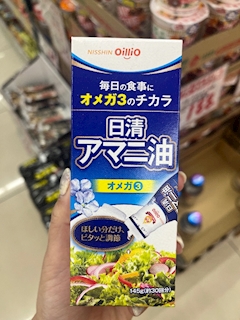 NISSHIN OilliO
毎日の食事に
オメガ3のチカラ
日清
アマニ油
オメガ3
ほしい分だけ、
ピタッと調節
145g(約30回分)